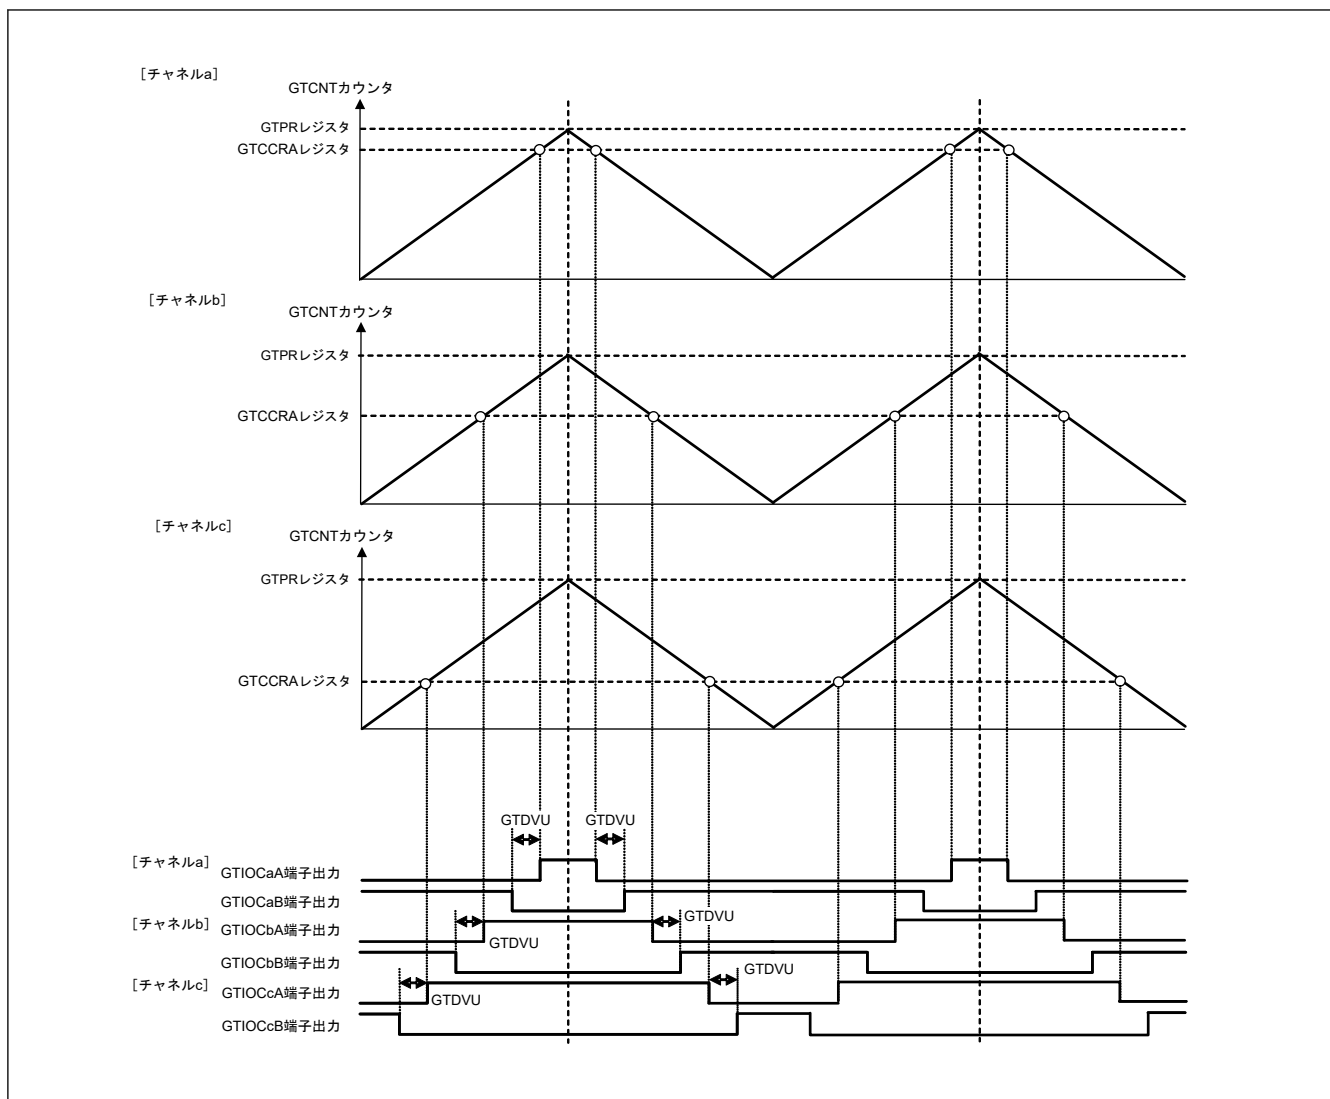 [チャネルa]
GTCNTカウンタ
GTPRレジスタ
GTCCRAレジスタ
[チャネルb]
GTCNTカウンタ
GTPRレジスタ
GTCCRAレジスタ
[チャネルc]
GTCNTカウンタ
GTPRレジスタ
GTCCRAレジスタ
GTDVU
GTDVU
[チャネルa]
GTIOCaA端子出力
GTIOCaB端子出力
[チャネルb]
GTIOCbA端子出力
GTDVU
GTDVU
GTIOCbB端子出力
GTDVU
[チャネルc]
GTIOCcA端子出力
GTDVU
GTIOCcB端子出力